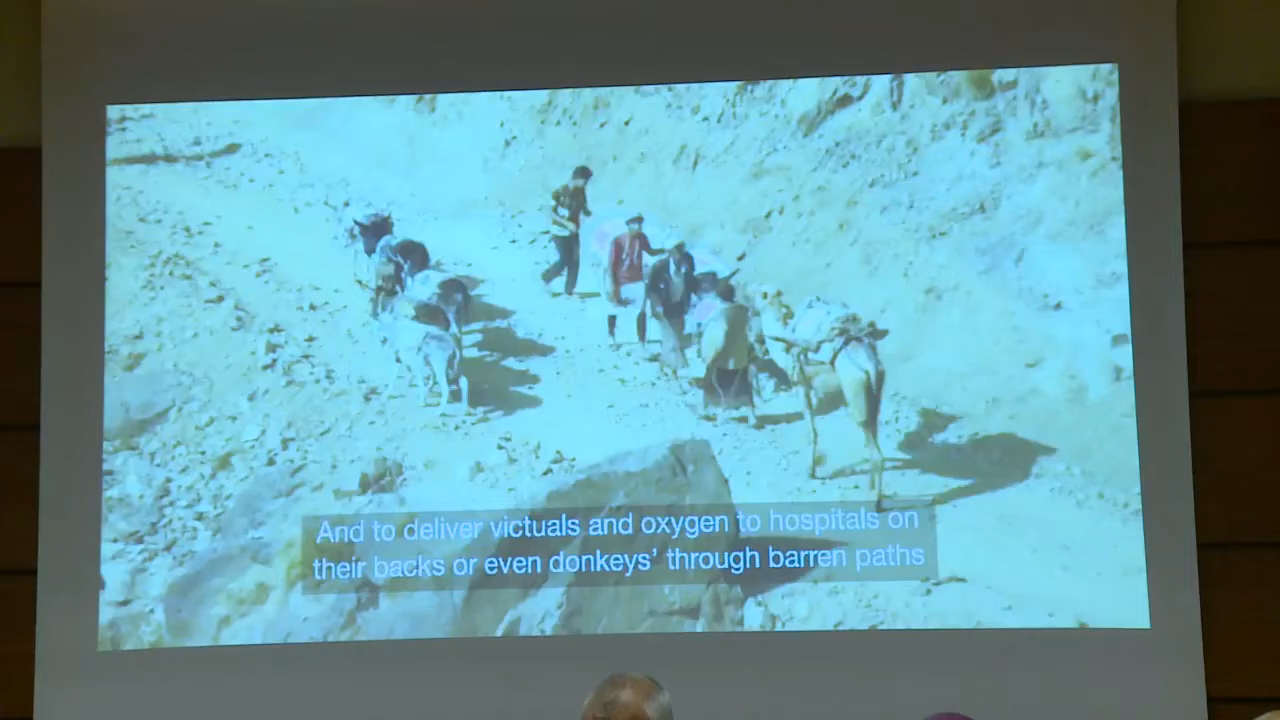 And to deliver victuals and oxygen to hospitals on
their backs or even donkeys' through barren paths